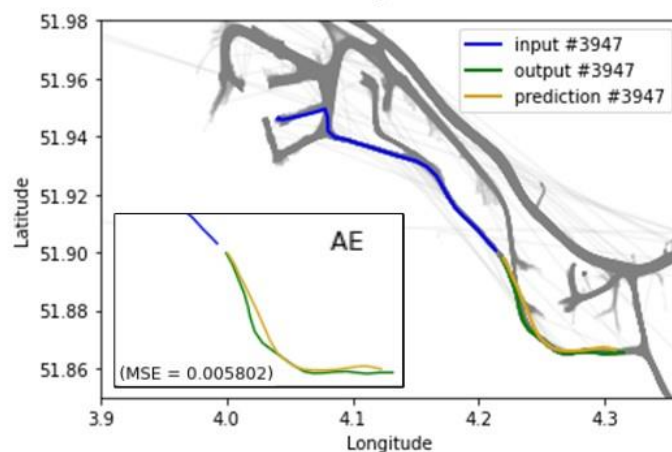 51.98
51.96
51.94
51.92
51.90
51.88
51.86
Latitude
input #3947
output #3947
prediction #3947
AE
(MSE = 0.005802)
3.9
4.0
4.1
4.2
4.3
Longitude